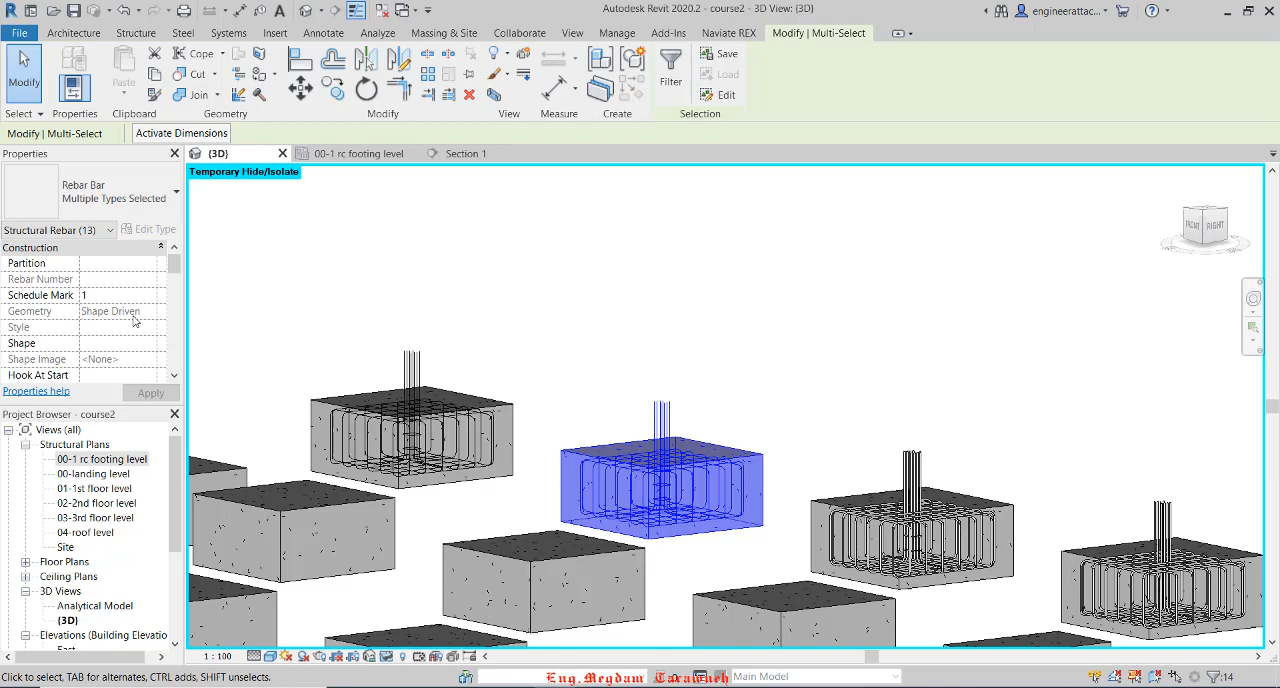 Autodesk Revit 2020.2 - course2 - 3D View: {3D}
engineerattac...
File
Architecture
Structure
Steel
Systems
Insert
Annotate
Analyze
Massing & Site
Collaborate
View
Manage
Add-Ins
Naviate REX
Modify | Multi-Select
Modify
Paste
Cope
Cut
Join
Filter
Save
Load
Edit
Select
Properties
Clipboard
Geometry
Modify
View
Measure
Create
Selection
Modify | Multi-Select
Activate Dimensions
Properties
{3D}
00-1 rc footing level
Section 1
Temporary Hide/Isolate
Rebar Bar
Multiple Types Selected
Structural Rebar (13)
Edit Type
Construction
Partition
Rebar Number
Schedule Mark 1
Geometry Shape Driven
Style
Shape
Shape Image <None>
Hook At Start
Properties help
Apply
FRONT
RIGHT
Project Browser - course2
Views (all)
Structural Plans
00-1 rc footing level
00-landing level
01-1st floor level
02-2nd floor level
03-3rd floor level
04-roof level
Site
Floor Plans
Ceiling Plans
3D Views
Analytical Model
{3D}
Elevations (Building Elevatio
1 : 100
Click to select, TAB for alternates, CTRL adds, SHIFT unselects.
Eng.Meqdam Tarawneh
Main Model
:14